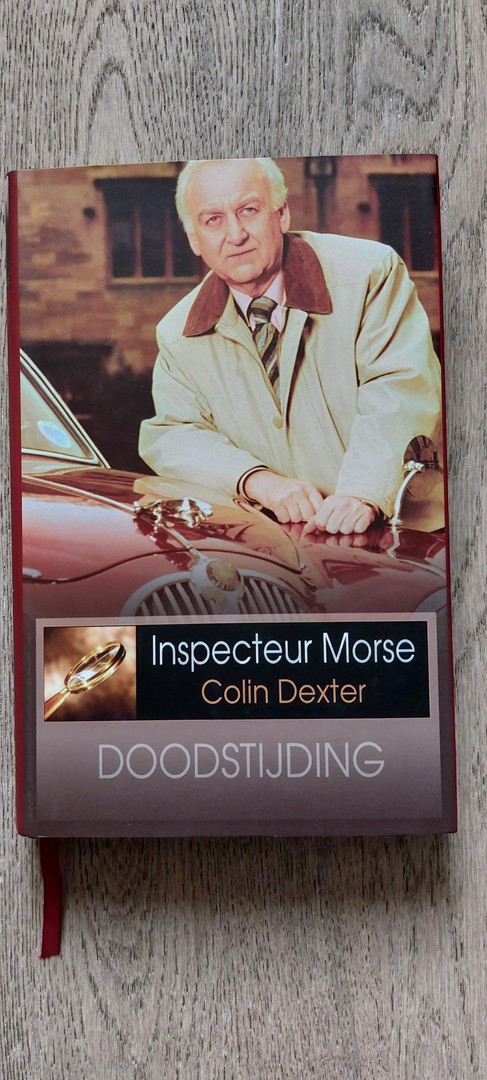 Inspecteur Morse
Colin Dexter
DOODSTIJDING